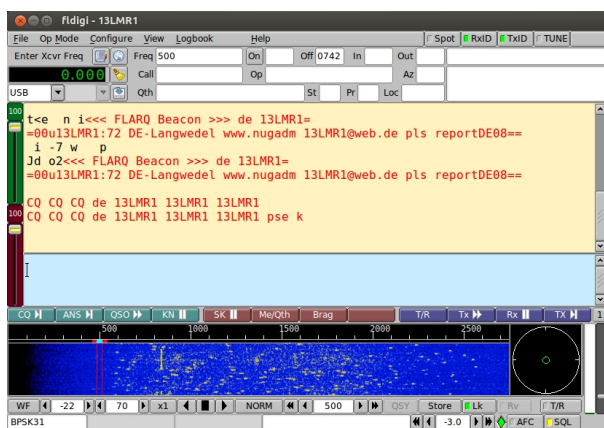 fldigi - 13LMR1
File Op Mode Configure View Logbook Help Spot RxID TxID TUNE
Enter Xcvr Freq Freq 500 On Off 0742 In Out
0.000 Call Op Az
USB Qth St Pr Loc
100
t<e n i<<< FLARQ Beacon >>> de 13LMR1=
=00u13LMR1:72 DE-Langwedel www.nugadm 13LMR1@web.de pls reportDE08==
i -7 w p
Jd o2<<< FLARQ Beacon >>> de 13LMR1=
=00u13LMR1:72 DE-Langwedel www.nugadm 13LMR1@web.de pls reportDE08==
CQ CQ CQ de 13LMR1 13LMR1 13LMR1
100
CQ CQ CQ de 13LMR1 13LMR1 13LMR1 pse k
CQ ANS QSO KN SK Me/Qth Brag T/R Tx Rx TX 1
500 1000 1500 2000 2500
WF -22 70 x1 NORM 500 QSY Store Lk Rv T/R
BPSK31 -3.0 AFC SQL